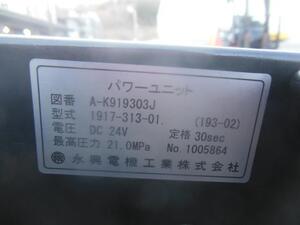 パワーユニット
図番 A-K919303J
型式 1917-313-01. (193-02)
電圧 DC 24V 定格 30sec
最高圧力 21.0MPa No.1005864
永興電機工業株式会社